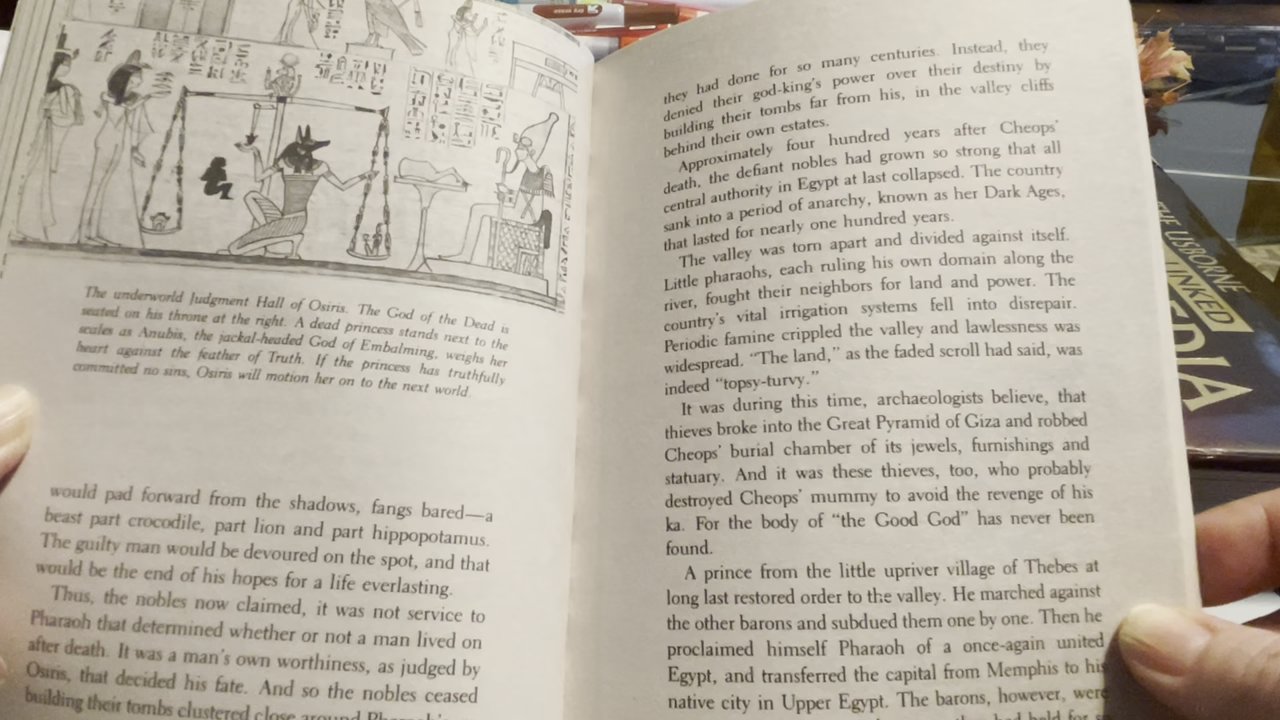 The underworld Judgment Hall of Osiris. The God of the Dead is
seated on his throne at the right. A dead princess stands next to the
scales as Anubis, the jackal-headed God of Embalming, weighs her
heart against the feather of Truth. If the princess has truthfully
committed no sins, Osiris will motion her on to the next world.
would pad forward from the shadows, fangs bared—a
beast part crocodile, part lion and part hippopotamus.
The guilty man would be devoured on the spot, and that
would be the end of his hopes for a life everlasting.
Thus, the nobles now claimed, it was not service to
Pharaoh that determined whether or not a man lived on
after death. It was a man's own worthiness, as judged by
Osiris, that decided his fate. And so the nobles ceased
building their tombs clustered close around
they had done for so many centuries. Instead, they
denied their god-king's power over their destiny by
building their tombs far from his, in the valley cliffs
behind their own estates.
Approximately four hundred years after Cheops'
death, the defiant nobles had grown so strong that all
central authority in Egypt at last collapsed. The country
sank into a period of anarchy, known as her Dark Ages,
that lasted for nearly one hundred years.
The valley was torn apart and divided against itself.
Little pharaohs, each ruling his own domain along the
river, fought their neighbors for land and power. The
country's vital irrigation systems fell into disrepair.
Periodic famine crippled the valley and lawlessness was
widespread. "The land," as the faded scroll had said, was
indeed "topsy-turvy."
It was during this time, archaeologists believe, that
thieves broke into the Great Pyramid of Giza and robbed
Cheops' burial chamber of its jewels, furnishings and
statuary. And it was these thieves, too, who probably
destroyed Cheops' mummy to avoid the revenge of his
ka. For the body of "the Good God" has never been
found.
A prince from the little upriver village of Thebes at
long last restored order to the valley. He marched against
the other barons and subdued them one by one. Then he
proclaimed himself Pharaoh of a once-again united
Egypt, and transferred the capital from Memphis to his
native city in Upper Egypt. The barons, however, were
held for
THE USBORNE